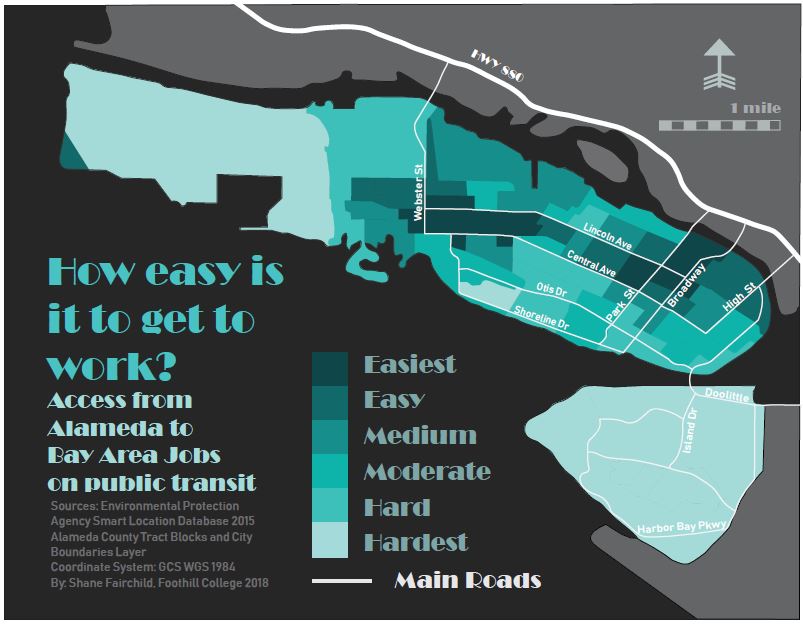 HWY 880
1 mile
Webster St
Lincoln Ave
Central Ave
Otis Dr
Shoreline Dr
Park St
Broadway
High St
How easy is
it to get to
work?
Access from
Alameda to
Bay Area Jobs
on public transit
Sources: Environmental Protection
Agency Smart Location Database 2015
Alameda County Tract Blocks and City
Boundaries Layer
Coordinate System: GCS WGS 1984
By: Shane Fairchild, Foothill College 2018
Easiest
Easy
Medium
Moderate
Hard
Hardest
Main Roads
Doolittle
Island Dr
Harbor Bay Pkwy